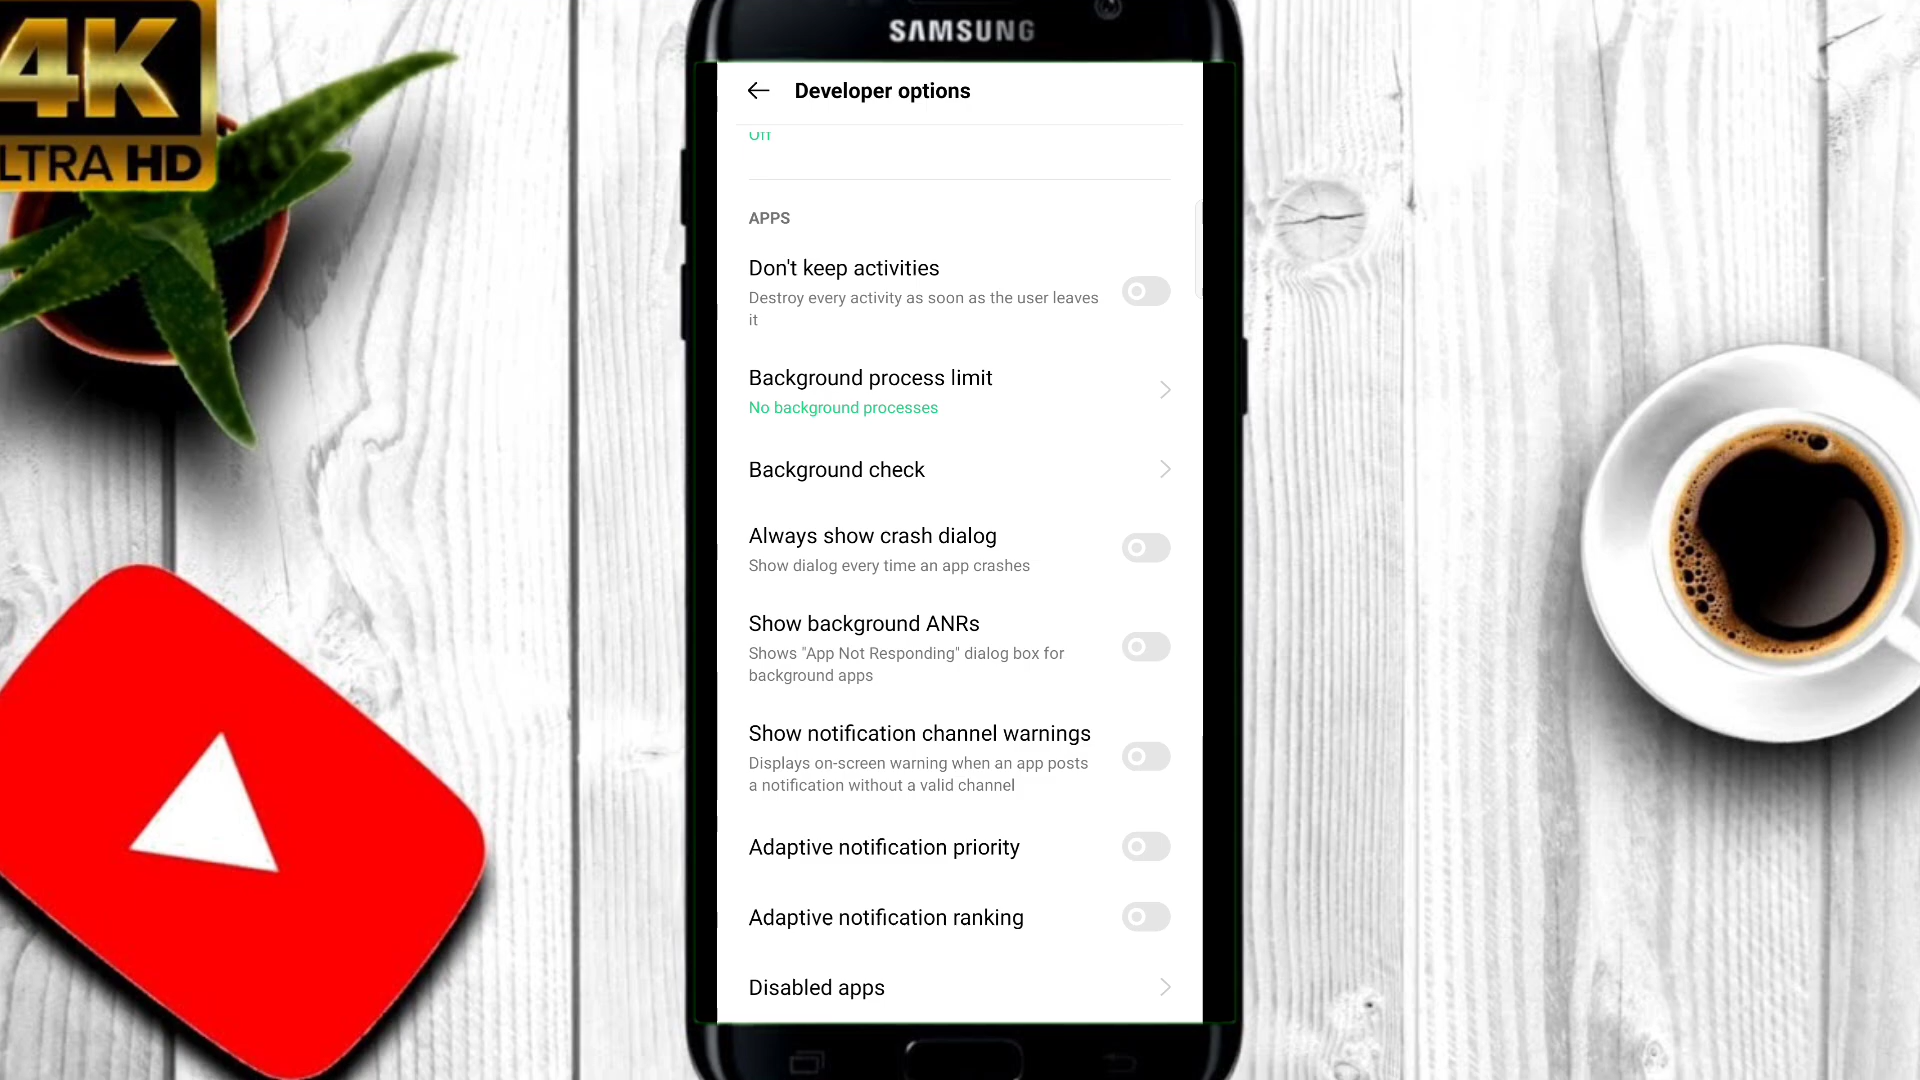 4K
LTRA HD
SAMSUNG
Developer options
Off
APPS
Don't keep activities
Destroy every activity as soon as the user leaves
it
Background process limit
No background processes
Background check
Always show crash dialog
Show dialog every time an app crashes
Show background ANRs
Shows "App Not Responding" dialog box for
background apps
Show notification channel warnings
Displays on-screen warning when an app posts
a notification without a valid channel
Adaptive notification priority
Adaptive notification ranking
Disabled apps